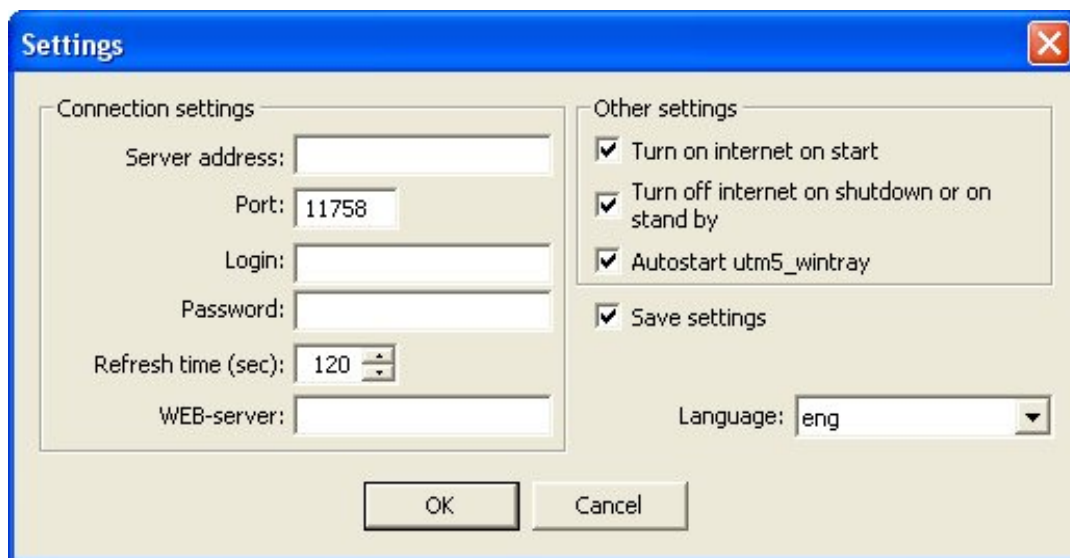 Settings
Connection settings
Server address:
Port: 11758
Login:
Password:
Refresh time (sec): 120
WEB-server:
Other settings
Turn on internet on start
Turn off internet on shutdown or on
stand by
Autostart utm5_wintray
Save settings
Language: eng
OK
Cancel